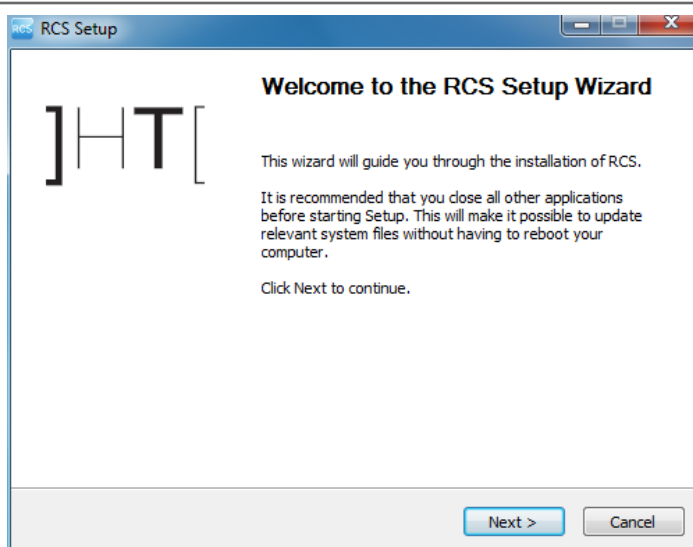 RCS RCS Setup
]HT[
Welcome to the RCS Setup Wizard
This wizard will guide you through the installation of RCS.
It is recommended that you close all other applications
before starting Setup. This will make it possible to update
relevant system files without having to reboot your
computer.
Click Next to continue.
Next > Cancel